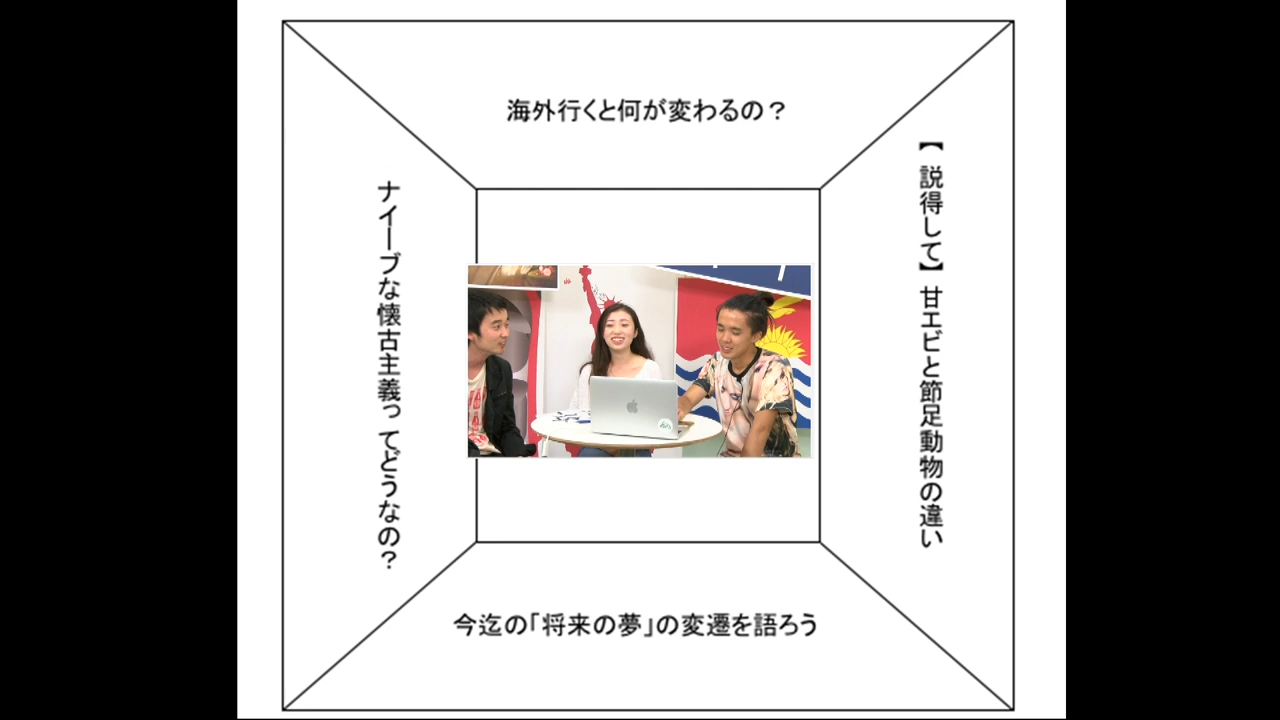 海外行くと何が変わるの？
【説得して】甘エビと節足動物の違い
ナイーブな懐古主義ってどうなの？
今迄の「将来の夢」の変遷を語ろう